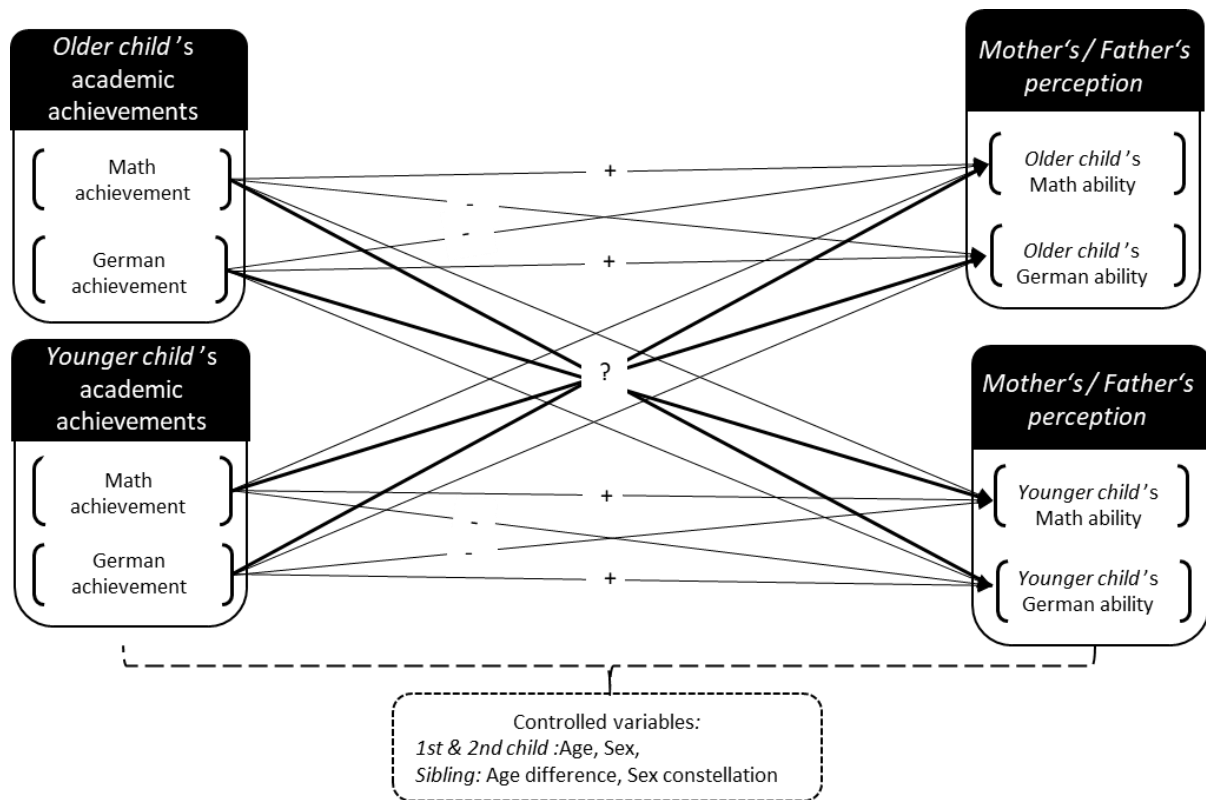 Older child 's
academic
achievements
Math
achievement
German
achievement
Mother's / Father's
perception
Older child 's
Math ability
Older child 's
German ability
+
-
-
+
?
Younger child 's
academic
achievements
Math
achievement
German
achievement
Mother's / Father's
perception
Younger child 's
Math ability
Younger child 's
German ability
+
-
-
+
Controlled variables:
1st & 2nd child :Age, Sex,
Sibling: Age difference, Sex constellation